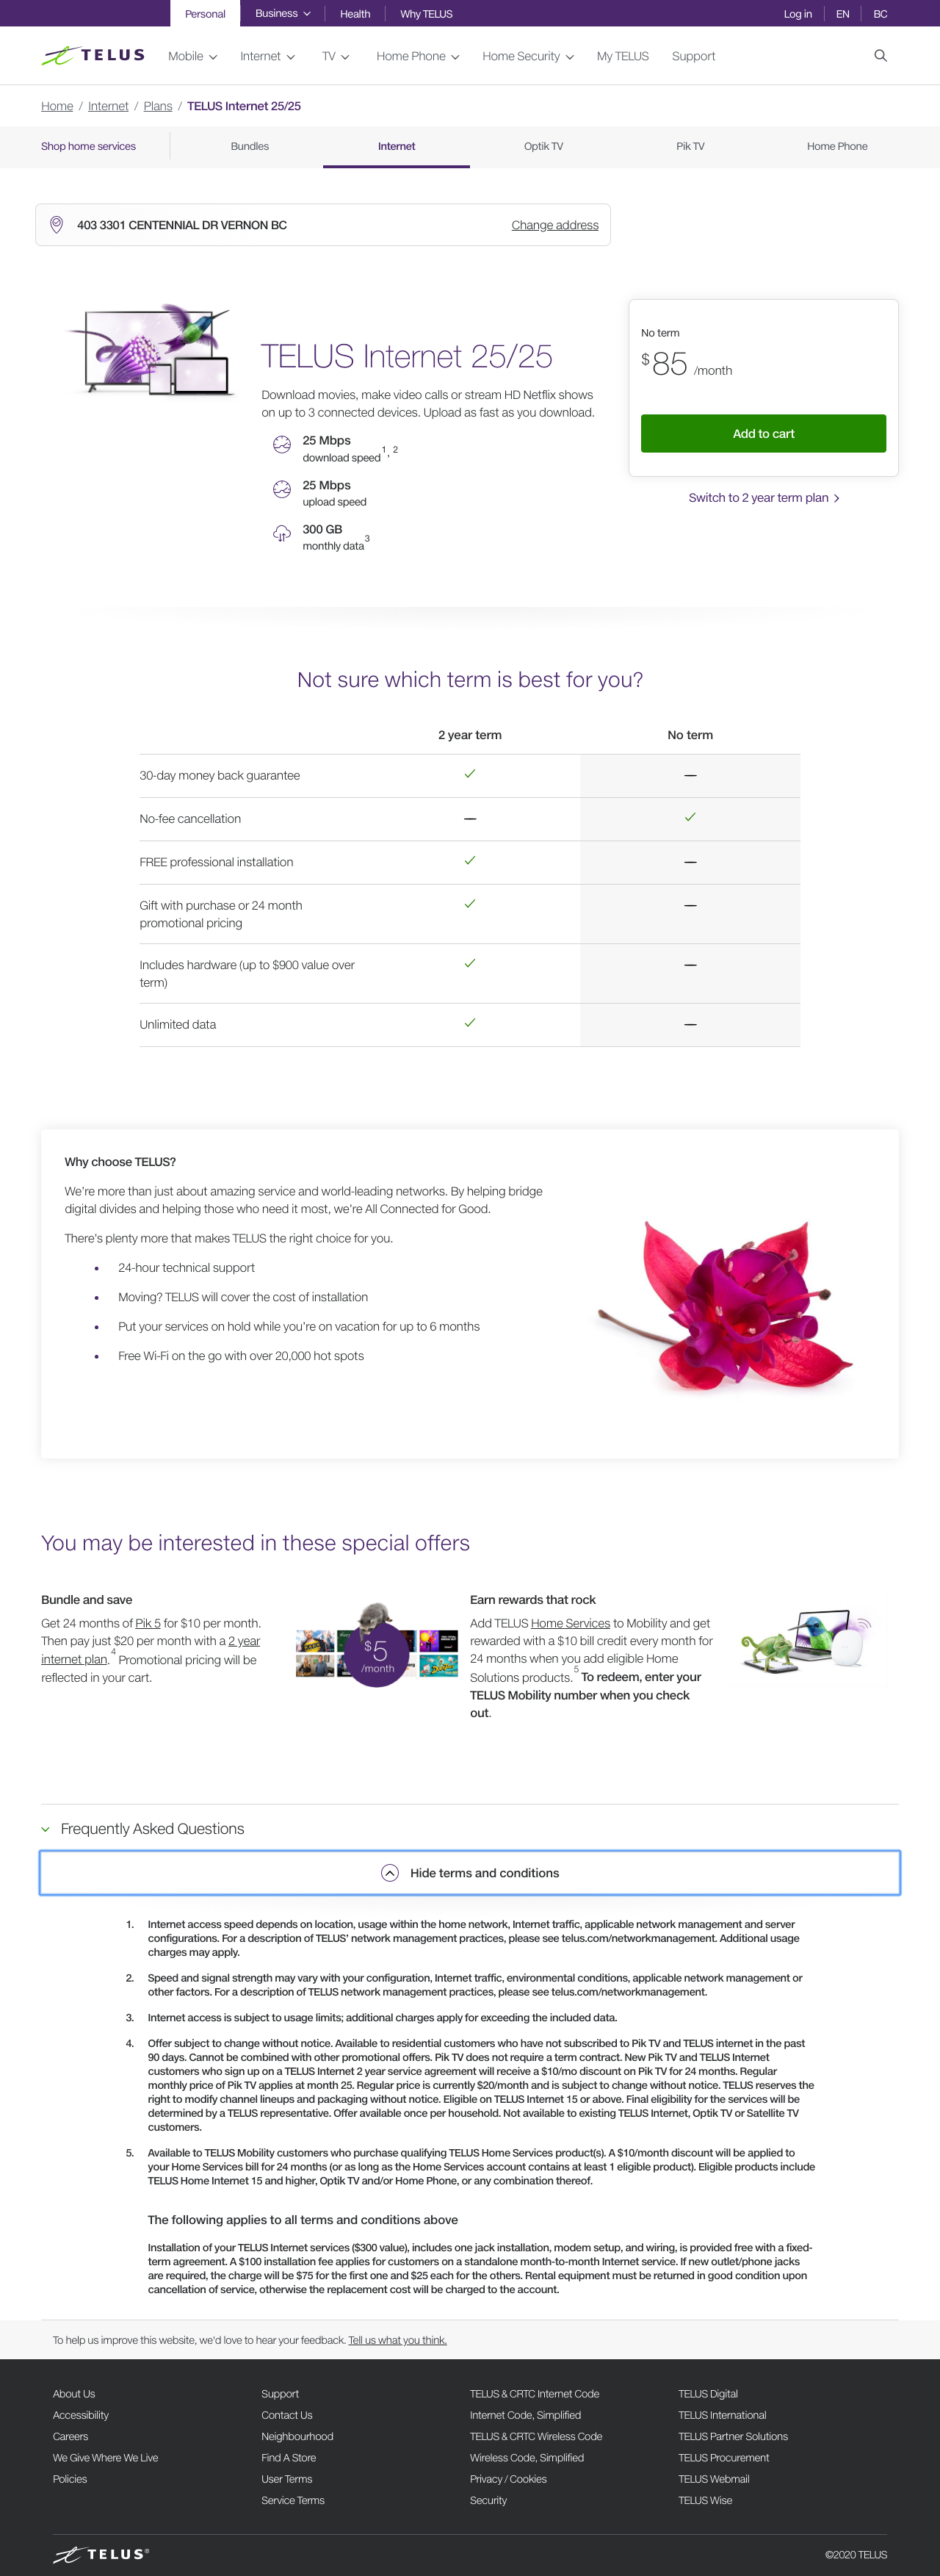 Personal Business Health Why TELUS Log in EN BC
TELUS Mobile Internet TV Home Phone Home Security My TELUS Support
Home / Internet / Plans / TELUS Internet 25/25
Shop home services Bundles Internet Optik TV Pik TV Home Phone
403 3301 CENTENNIAL DR VERNON BC Change address
TELUS Internet 25/25
Download movies, make video calls or stream HD Netflix shows
on up to 3 connected devices. Upload as fast as you download.
25 Mbps
download speed 1, 2
25 Mbps
upload speed
300 GB
monthly data 3
No term
$85 /month
Add to cart
Switch to 2 year term plan
Not sure which term is best for you?
2 year term No term
30-day money back guarantee
No-fee cancellation
FREE professional installation
Gift with purchase or 24 month
promotional pricing
Includes hardware (up to $900 value over
term)
Unlimited data
Why choose TELUS?
We're more than just about amazing service and world-leading networks. By helping bridge
digital divides and helping those who need it most, we're All Connected for Good.
There's plenty more that makes TELUS the right choice for you.
• 24-hour technical support
• Moving? TELUS will cover the cost of installation
• Put your services on hold while you're on vacation for up to 6 months
• Free Wi-Fi on the go with over 20,000 hot spots
You may be interested in these special offers
Bundle and save
Get 24 months of Pik 5 for $10 per month.
Then pay just $20 per month with a 2 year
internet plan. 4 Promotional pricing will be
reflected in your cart.
$5
/month
Earn rewards that rock
Add TELUS Home Services to Mobility and get
rewarded with a $10 bill credit every month for
24 months when you add eligible Home
Solutions products. 5 To redeem, enter your
TELUS Mobility number when you check
out.
Frequently Asked Questions
Hide terms and conditions
1. Internet access speed depends on location, usage within the home network, Internet traffic, applicable network management and server
configurations. For a description of TELUS' network management practices, please see telus.com/networkmanagement. Additional usage
charges may apply.
2. Speed and signal strength may vary with your configuration, Internet traffic, environmental conditions, applicable network management or
other factors. For a description of TELUS network management practices, please see telus.com/networkmanagement.
3. Internet access is subject to usage limits; additional charges apply for exceeding the included data.
4. Offer subject to change without notice. Available to residential customers who have not subscribed to Pik TV and TELUS internet in the past
90 days. Cannot be combined with other promotional offers. Pik TV does not require a term contract. New Pik TV and TELUS Internet
customers who sign up on a TELUS Internet 2 year service agreement will receive a $10/mo discount on Pik TV for 24 months. Regular
monthly price of Pik TV applies at month 25. Regular price is currently $20/month and is subject to change without notice. TELUS reserves the
right to modify channel lineups and packaging without notice. Eligible on TELUS Internet 15 or above. Final eligibility for the services will be
determined by a TELUS representative. Offer available once per household. Not available to existing TELUS Internet, Optik TV or Satellite TV
customers.
5. Available to TELUS Mobility customers who purchase qualifying TELUS Home Services product(s). A $10/month discount will be applied to
your Home Services bill for 24 months (or as long as the Home Services account contains at least 1 eligible product). Eligible products include
TELUS Home Internet 15 and higher, Optik TV and/or Home Phone, or any combination thereof.
The following applies to all terms and conditions above
Installation of your TELUS Internet services ($300 value), includes one jack installation, modem setup, and wiring, is provided free with a fixed-
term agreement. A $100 installation fee applies for customers on a standalone month-to-month Internet service. If new outlet/phone jacks
are required, the charge will be $75 for the first one and $25 each for the others. Rental equipment must be returned in good condition upon
cancellation of service, otherwise the replacement cost will be charged to the account.
To help us improve this website, we'd love to hear your feedback. Tell us what you think.
About Us Support TELUS & CRTC Internet Code TELUS Digital
Accessibility Contact Us Internet Code, Simplified TELUS International
Careers Neighbourhood TELUS & CRTC Wireless Code TELUS Partner Solutions
We Give Where We Live Find A Store Wireless Code, Simplified TELUS Procurement
Policies User Terms Privacy / Cookies TELUS Webmail
Service Terms Security TELUS Wise
TELUS® ©2020 TELUS